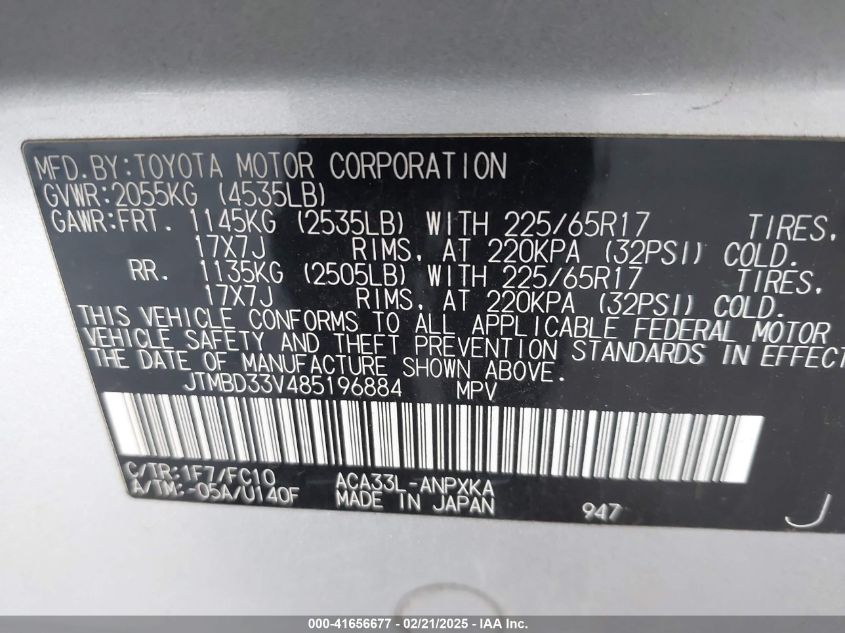 MFD.BY:TOYOTA MOTOR CORPORATION
GVWR:2055KG (4535LB)
GAWR:FRT. 1145KG (2535LB) WITH 225/65R17 TIRES,
17X7J RIMS, AT 220KPA (32PSI) COLD.
RR. 1135KG (2505LB) WITH 225/65R17 TIRES,
17X7J RIMS, AT 220KPA (32PSI) COLD.
THIS VEHICLE CONFORMS TO ALL APPLICABLE FEDERAL MOTOR
VEHICLE SAFETY AND THEFT PREVENTION STANDARDS IN EFFECT
THE DATE OF MANUFACTURE SHOWN ABOVE.
JTMBD33V485196884 MPV
C/TR:1F7/FC10 ACA33L-ANPXKA
A/TM:-05A/U140F MADE IN JAPAN 947 J
000-41656677 - 02/21/2025 - IAA Inc.